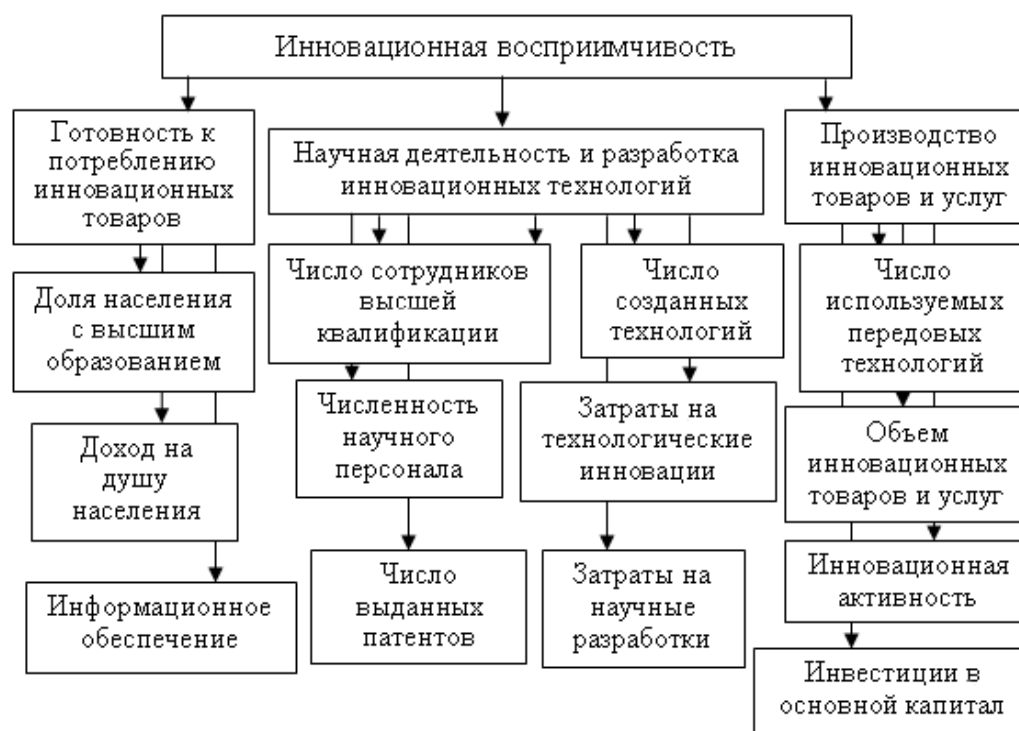 Инновационная восприимчивость
Готовность к
потреблению
инновационных
товаров
Научная деятельность и разработка
инновационных технологий
Производство
инновационных
товаров и услуг
Доля населения
с высшим
образованием
Число сотрудников
высшей
квалификации
Число
созданных
технологий
Число
используемых
передовых
технологий
Доход на
душу
населения
Численность
научного
персонала
Затраты на
технологические
инновации
Объем
инновационных
товаров и услуг
Информационное
обеспечение
Число
выданных
патентов
Затраты на
научные
разработки
Инновационная
активность
Инвестиции в
основной капитал